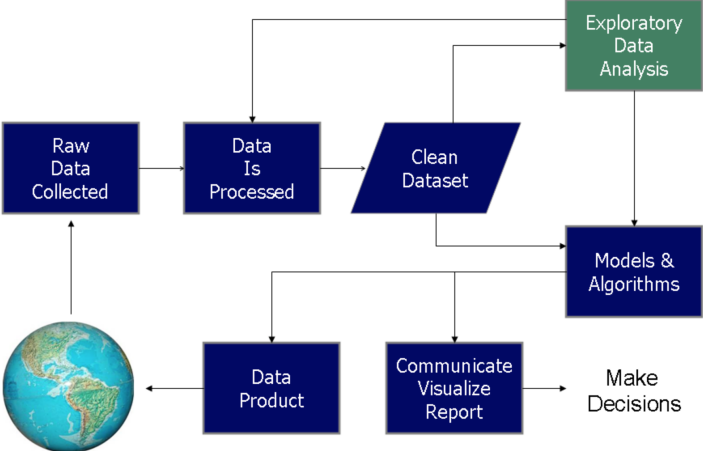 Exploratory
Data
Analysis
Raw
Data
Collected
Data
Is
Processed
Clean
Dataset
Models &
Algorithms
Data
Product
Communicate
Visualize
Report
Make
Decisions